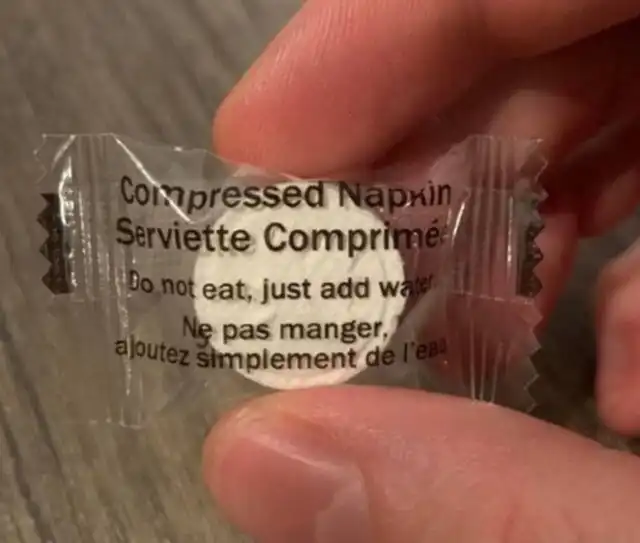 Compressed Napkin
Serviette Comprimée
Do not eat, just add water
Ne pas manger,
ajoutez simplement de l'eau